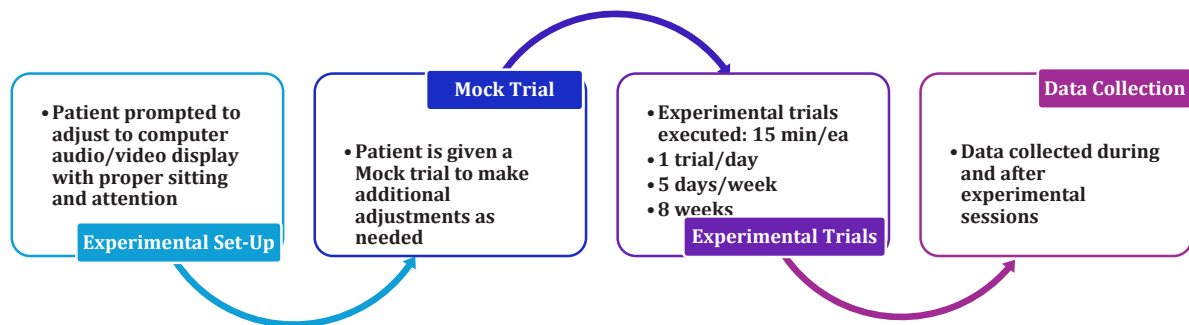 • Patient prompted to
adjust to computer
audio/video display
with proper sitting
and attention
Experimental Set-Up
Mock Trial
• Patient is given a
Mock trial to make
additional
adjustments as
needed
• Experimental trials
executed: 15 min/ea
• 1 trial/day
• 5 days/week
• 8 weeks
Experimental Trials
Data Collection
• Data collected during
and after
experimental
sessions